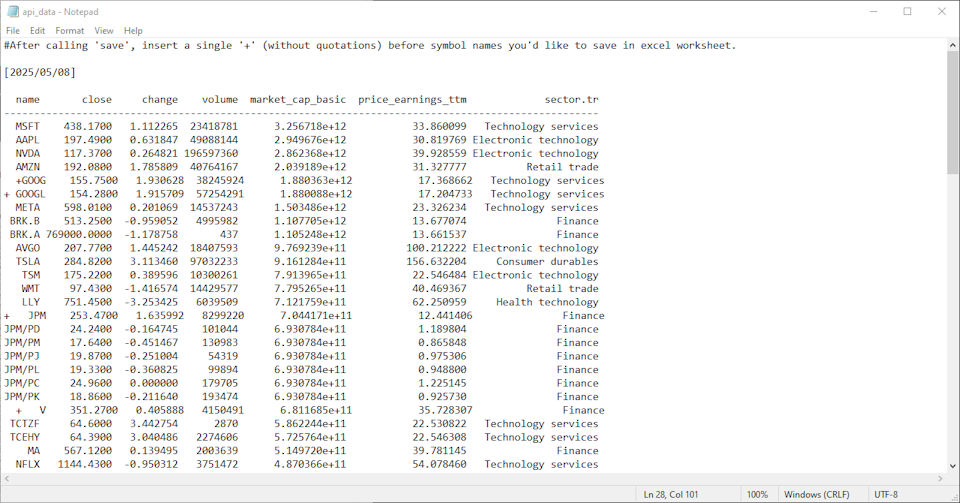 api_data - Notepad
File Edit Format View Help
#After calling 'save', insert a single '+' (without quotations) before symbol names you'd like to save in excel worksheet.
[2025/05/08]
name close change volume market_cap_basic price_earnings_ttm sector.tr
--------------------------------------------------------------------------------------------
MSFT 438.1700 1.112265 23418781 3.256718e+12 33.860099 Technology services
AAPL 197.4900 0.631847 49088144 2.949676e+12 30.819769 Electronic technology
NVDA 117.3700 0.264821 196597360 2.862368e+12 39.928559 Electronic technology
AMZN 192.0800 1.785809 40764167 2.039189e+12 31.327777 Retail trade
+GOOG 155.7500 1.930628 38245924 1.880363e+12 17.368662 Technology services
+ GOOGL 154.2800 1.915709 57254291 1.880088e+12 17.204733 Technology services
META 598.0100 0.201069 14537243 1.503486e+12 23.326234 Technology services
BRK.B 513.2500 -0.959052 4995982 1.107705e+12 13.677074 Finance
BRK.A 769000.0000 -1.178758 437 1.105248e+12 13.661537 Finance
AVGO 207.7700 1.445242 18407593 9.769239e+11 100.212222 Electronic technology
TSLA 284.8200 3.113460 97032233 9.161284e+11 156.632204 Consumer durables
TSM 175.2200 0.389596 10300261 7.913965e+11 22.546484 Electronic technology
WMT 97.4300 -1.416574 14429577 7.795265e+11 40.469367 Retail trade
LLY 751.4500 -3.253425 6039509 7.121759e+11 62.250959 Health technology
+ JPM 253.4700 1.635992 8299220 7.044171e+11 12.441406 Finance
JPM/PD 24.2400 -0.164745 101044 6.930784e+11 1.189804 Finance
JPM/PM 17.6400 -0.451467 130983 6.930784e+11 0.865848 Finance
JPM/PJ 19.8700 -0.251004 54319 6.930784e+11 0.975306 Finance
JPM/PL 19.3300 -0.360825 99894 6.930784e+11 0.948800 Finance
JPM/PC 24.9600 0.000000 179705 6.930784e+11 1.225145 Finance
JPM/PK 18.8600 -0.211640 193474 6.930784e+11 0.925730 Finance
+ V 351.2700 0.405888 4150491 6.811685e+11 35.728307 Finance
TCTZF 64.6000 3.442754 2870 5.862244e+11 22.530822 Technology services
TCEHY 64.3900 3.040486 2274606 5.725764e+11 22.546308 Technology services
MA 567.1200 0.139495 2003639 5.149720e+11 39.781145 Finance
NFLX 1144.4300 -0.950312 3751472 4.870366e+11 54.078460 Technology services
Ln 28, Col 101 100% Windows (CRLF) UTF-8